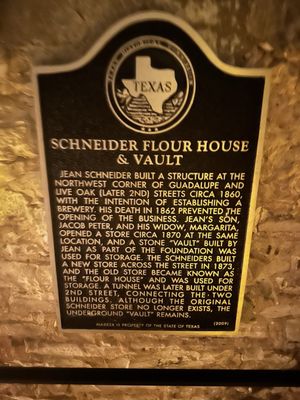 TEXAS HISTORICAL COMMISSION
TEXAS
SCHNEIDER FLOUR HOUSE
& VAULT
JEAN SCHNEIDER BUILT A STRUCTURE AT THE
NORTHWEST CORNER OF GUADALUPE AND
LIVE OAK (LATER 2ND) STREETS CIRCA 1860
WITH THE INTENTION OF ESTABLISHING A
BREWERY. HIS DEATH IN 1862 PREVENTED THE
OPENING OF THE BUSINESS. JEAN'S SON,
JACOB PETER, AND HIS WIDOW, MARGARITA,
OPENED A STORE CIRCA 1870 AT THE SAME
LOCATION, AND A STONE "VAULT" BUILT BY
JEAN AS PART OF THE FOUNDATION WAS
USED FOR STORAGE. THE SCHNEIDERS BUILT
A NEW STORE ACROSS THE STREET IN 1873,
AND THE OLD STORE BECAME KNOWN AS
THE "FLOUR HOUSE" AND WAS USED FOR
STORAGE. A TUNNEL WAS LATER BUILT UNDER
2ND STREET, CONNECTING THE TWO
BUILDINGS. ALTHOUGH THE ORIGINAL
SCHNEIDER STORE NO LONGER EXISTS, THE
UNDERGROUND "VAULT" REMAINS.
(2009)
MARKER IS PROPERTY OF THE STATE OF TEXAS